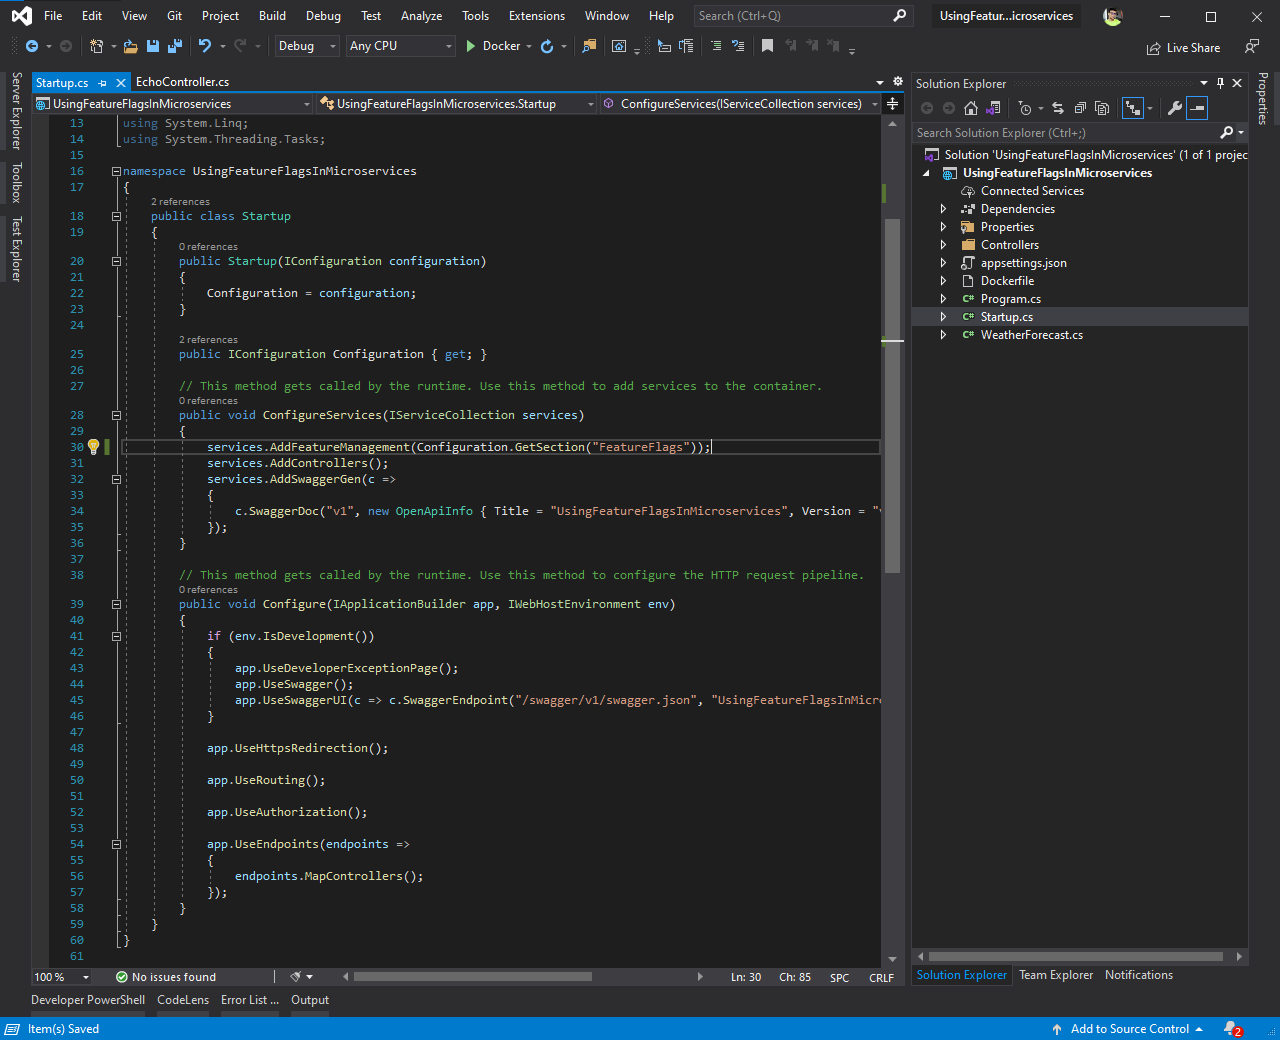 File Edit View Git Project Build Debug Test Analyze Tools Extensions Window Help Search (Ctrl+Q) UsingFeatur...icroservices
Debug Any CPU Docker Live Share
Server Explorer
Toolbox
Test Explorer
Startup.cs EchoController.cs
UsingFeatureFlagsInMicroservices UsingFeatureFlagsInMicroservices.Startup ConfigureServices(IServiceCollection services)
13 using System.Linq;
14 using System.Threading.Tasks;
15
16 namespace UsingFeatureFlagsInMicroservices
17 {
2 references
18 public class Startup
19 {
0 references
20 public Startup(IConfiguration configuration)
21 {
22 Configuration = configuration;
23 }
24
2 references
25 public IConfiguration Configuration { get; }
26
27 // This method gets called by the runtime. Use this method to add services to the container.
0 references
28 public void ConfigureServices(IServiceCollection services)
29 {
30 services.AddFeatureManagement(Configuration.GetSection("FeatureFlags"));
31 services.AddControllers();
32 services.AddSwaggerGen(c =>
33 {
34 c.SwaggerDoc("v1", new OpenApiInfo { Title = "UsingFeatureFlagsInMicroservices", Version = "v
35 });
36 }
37
38 // This method gets called by the runtime. Use this method to configure the HTTP request pipeline.
0 references
39 public void Configure(IApplicationBuilder app, IWebHostEnvironment env)
40 {
41 if (env.IsDevelopment())
42 {
43 app.UseDeveloperExceptionPage();
44 app.UseSwagger();
45 app.UseSwaggerUI(c => c.SwaggerEndpoint("/swagger/v1/swagger.json", "UsingFeatureFlagsInMicro
46 }
47
48 app.UseHttpsRedirection();
49
50 app.UseRouting();
51
52 app.UseAuthorization();
53
54 app.UseEndpoints(endpoints =>
55 {
56 endpoints.MapControllers();
57 });
58 }
59 }
60 }
61
100 % No issues found Ln: 30 Ch: 85 SPC CRLF
Solution Explorer
Search Solution Explorer (Ctrl+;)
Solution 'UsingFeatureFlagsInMicroservices' (1 of 1 projec
UsingFeatureFlagsInMicroservices
Connected Services
Dependencies
Properties
Controllers
appsettings.json
Dockerfile
C# Program.cs
C# Startup.cs
C# WeatherForecast.cs
Solution Explorer Team Explorer Notifications
Properties
Developer PowerShell CodeLens Error List ... Output
Item(s) Saved Add to Source Control 2